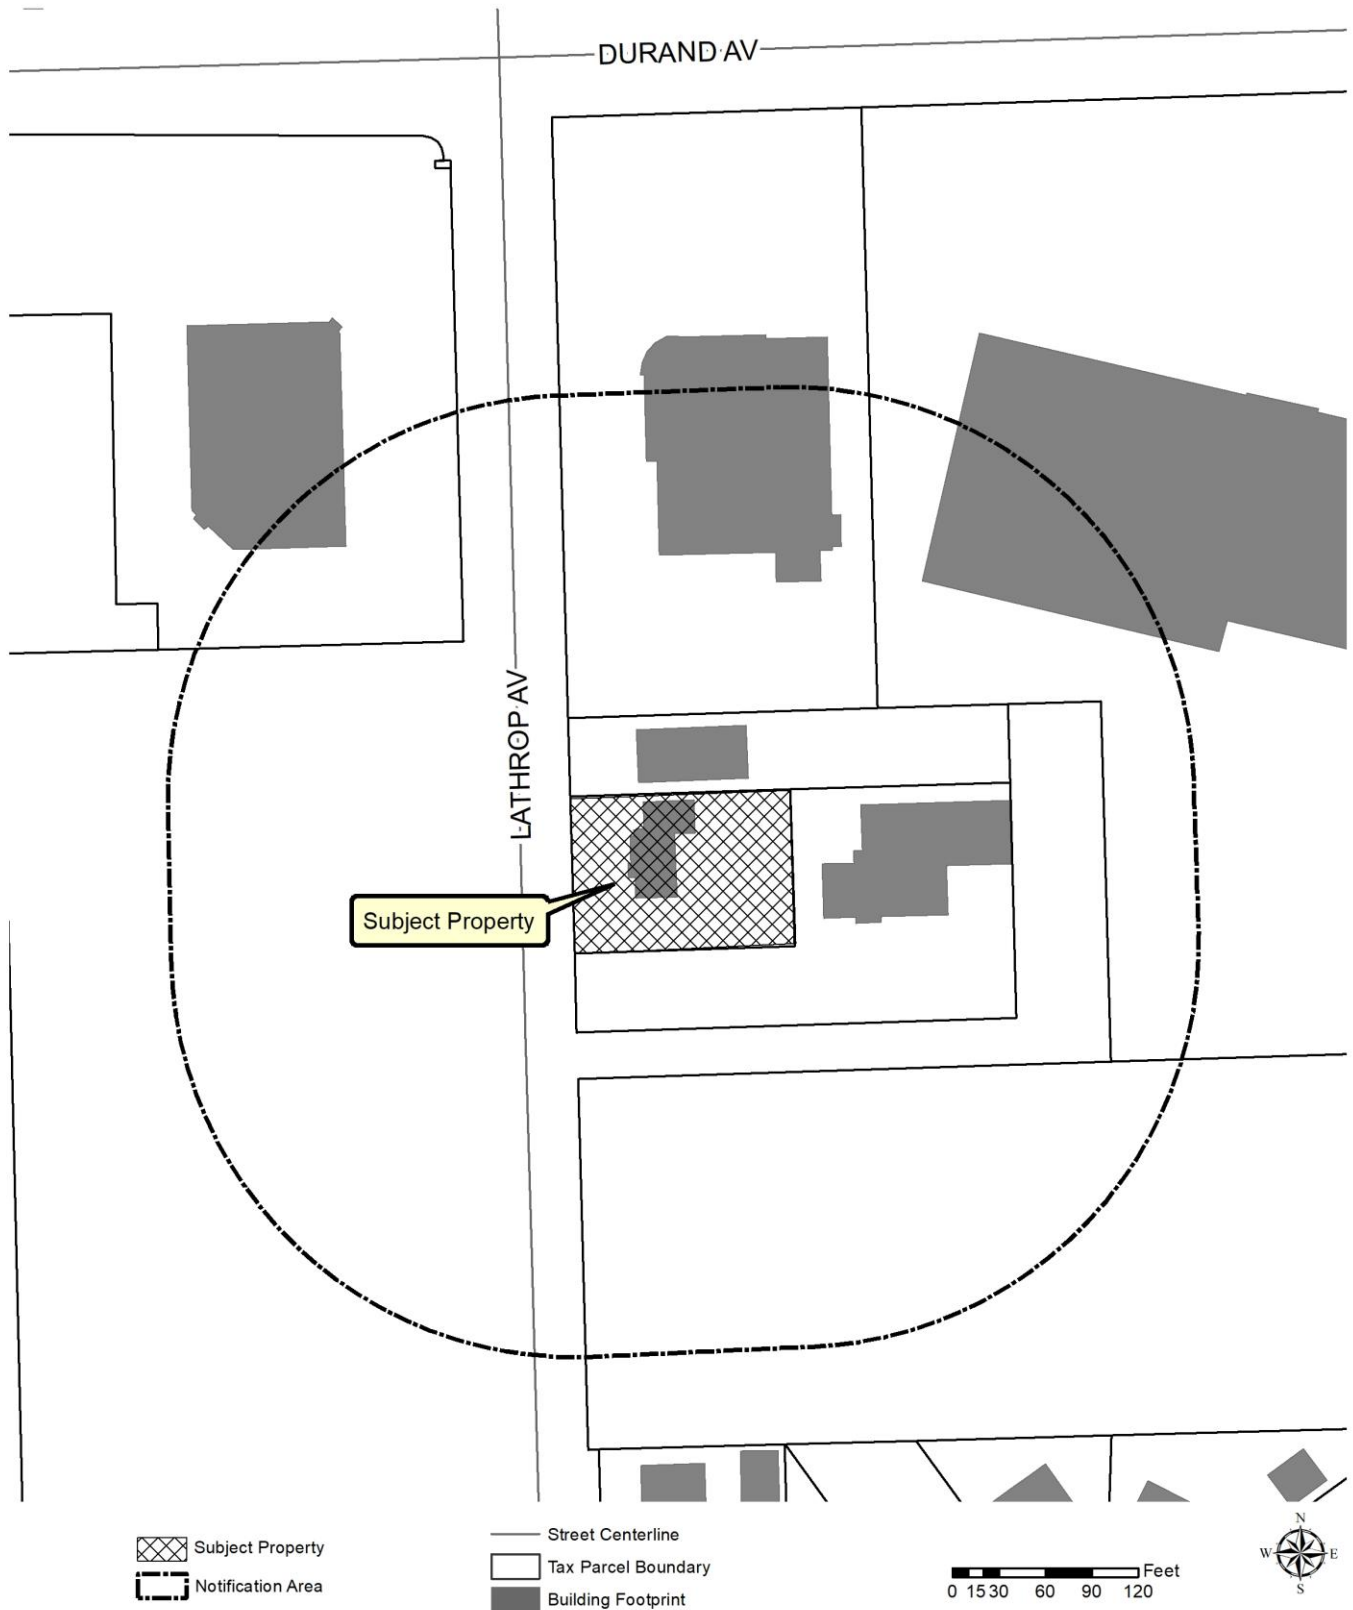 DURAND AV
LATHROP AV
Subject Property
Subject Property
Notification Area
Street Centerline
Tax Parcel Boundary
Building Footprint
Feet
0 15 30 60 90 120
N
W E
S